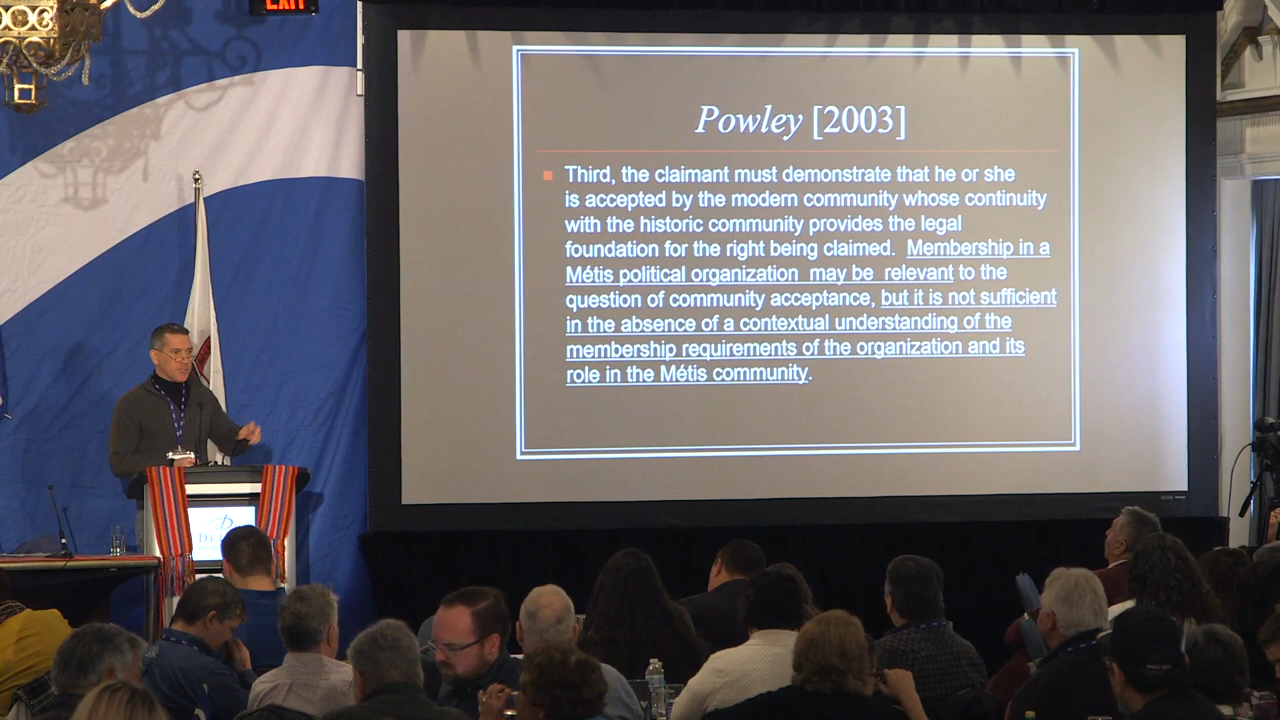 EXIT
Powley [2003]
Third, the claimant must demonstrate that he or she
is accepted by the modern community whose continuity
with the historic community provides the legal
foundation for the right being claimed. Membership in a
Métis political organization may be relevant to the
question of community acceptance, but it is not sufficient
in the absence of a contextual understanding of the
membership requirements of the organization and its
role in the Métis community.